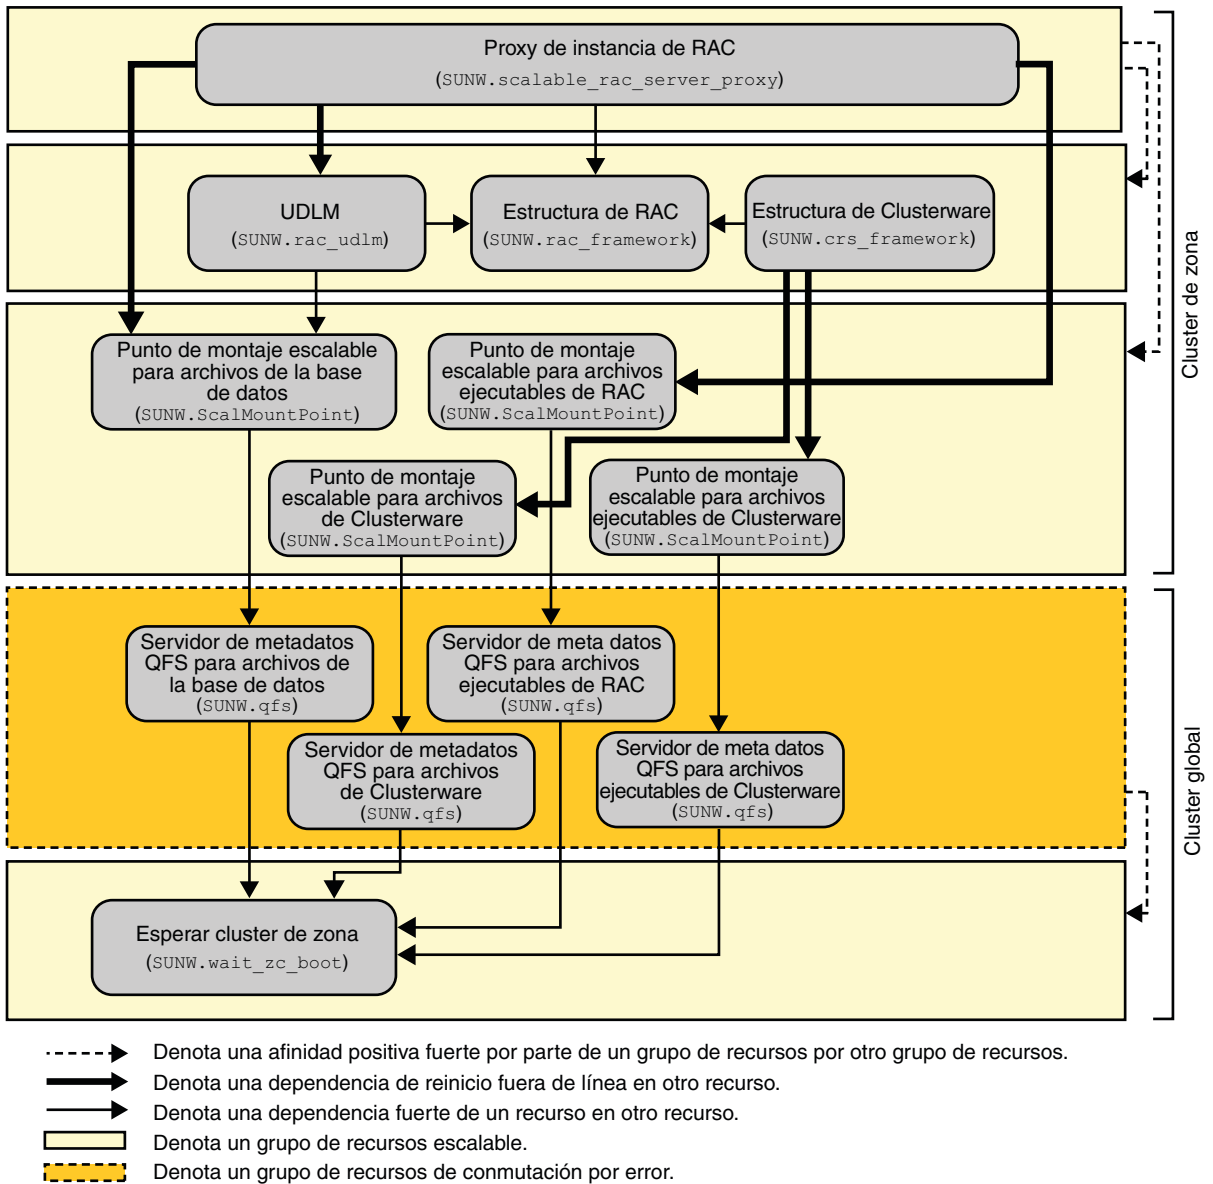 Proxy de instancia de RAC
(SUNW.scalable_rac_server_proxy)
UDLM
(SUNW.rac_udlm)
Estructura de RAC
(SUNW.rac_framework)
Estructura de Clusterware
(SUNW.crs_framework)
Cluster de zona
Punto de montaje escalable
para archivos de la base
de datos
(SUNW.ScalMountPoint)
Punto de montaje
escalable para archivos
ejecutables de RAC
(SUNW.ScalMountPoint)
Punto de montaje
escalable para archivos
de Clusterware
(SUNW.ScalMountPoint)
Punto de montaje
escalable para archivos
ejecutables de Clusterware
(SUNW.ScalMountPoint)
Servidor de metadatos
QFS para archivos de
la base de datos
(SUNW.qfs)
Servidor de meta datos
QFS para archivos
ejecutables de RAC
(SUNW.qfs)
Servidor de metadatos
QFS para archivos
de Clusterware
(SUNW.qfs)
Servidor de meta datos
QFS para archivos
ejecutables de Clusterware
(SUNW.qfs)
Cluster global
Esperar cluster de zona
(SUNW.wait_zc_boot)
Denota una afinidad positiva fuerte por parte de un grupo de recursos por otro grupo de recursos.
Denota una dependencia de reinicio fuera de línea en otro recurso.
Denota una dependencia fuerte de un recurso en otro recurso.
Denota un grupo de recursos escalable.
Denota un grupo de recursos de conmutación por error.